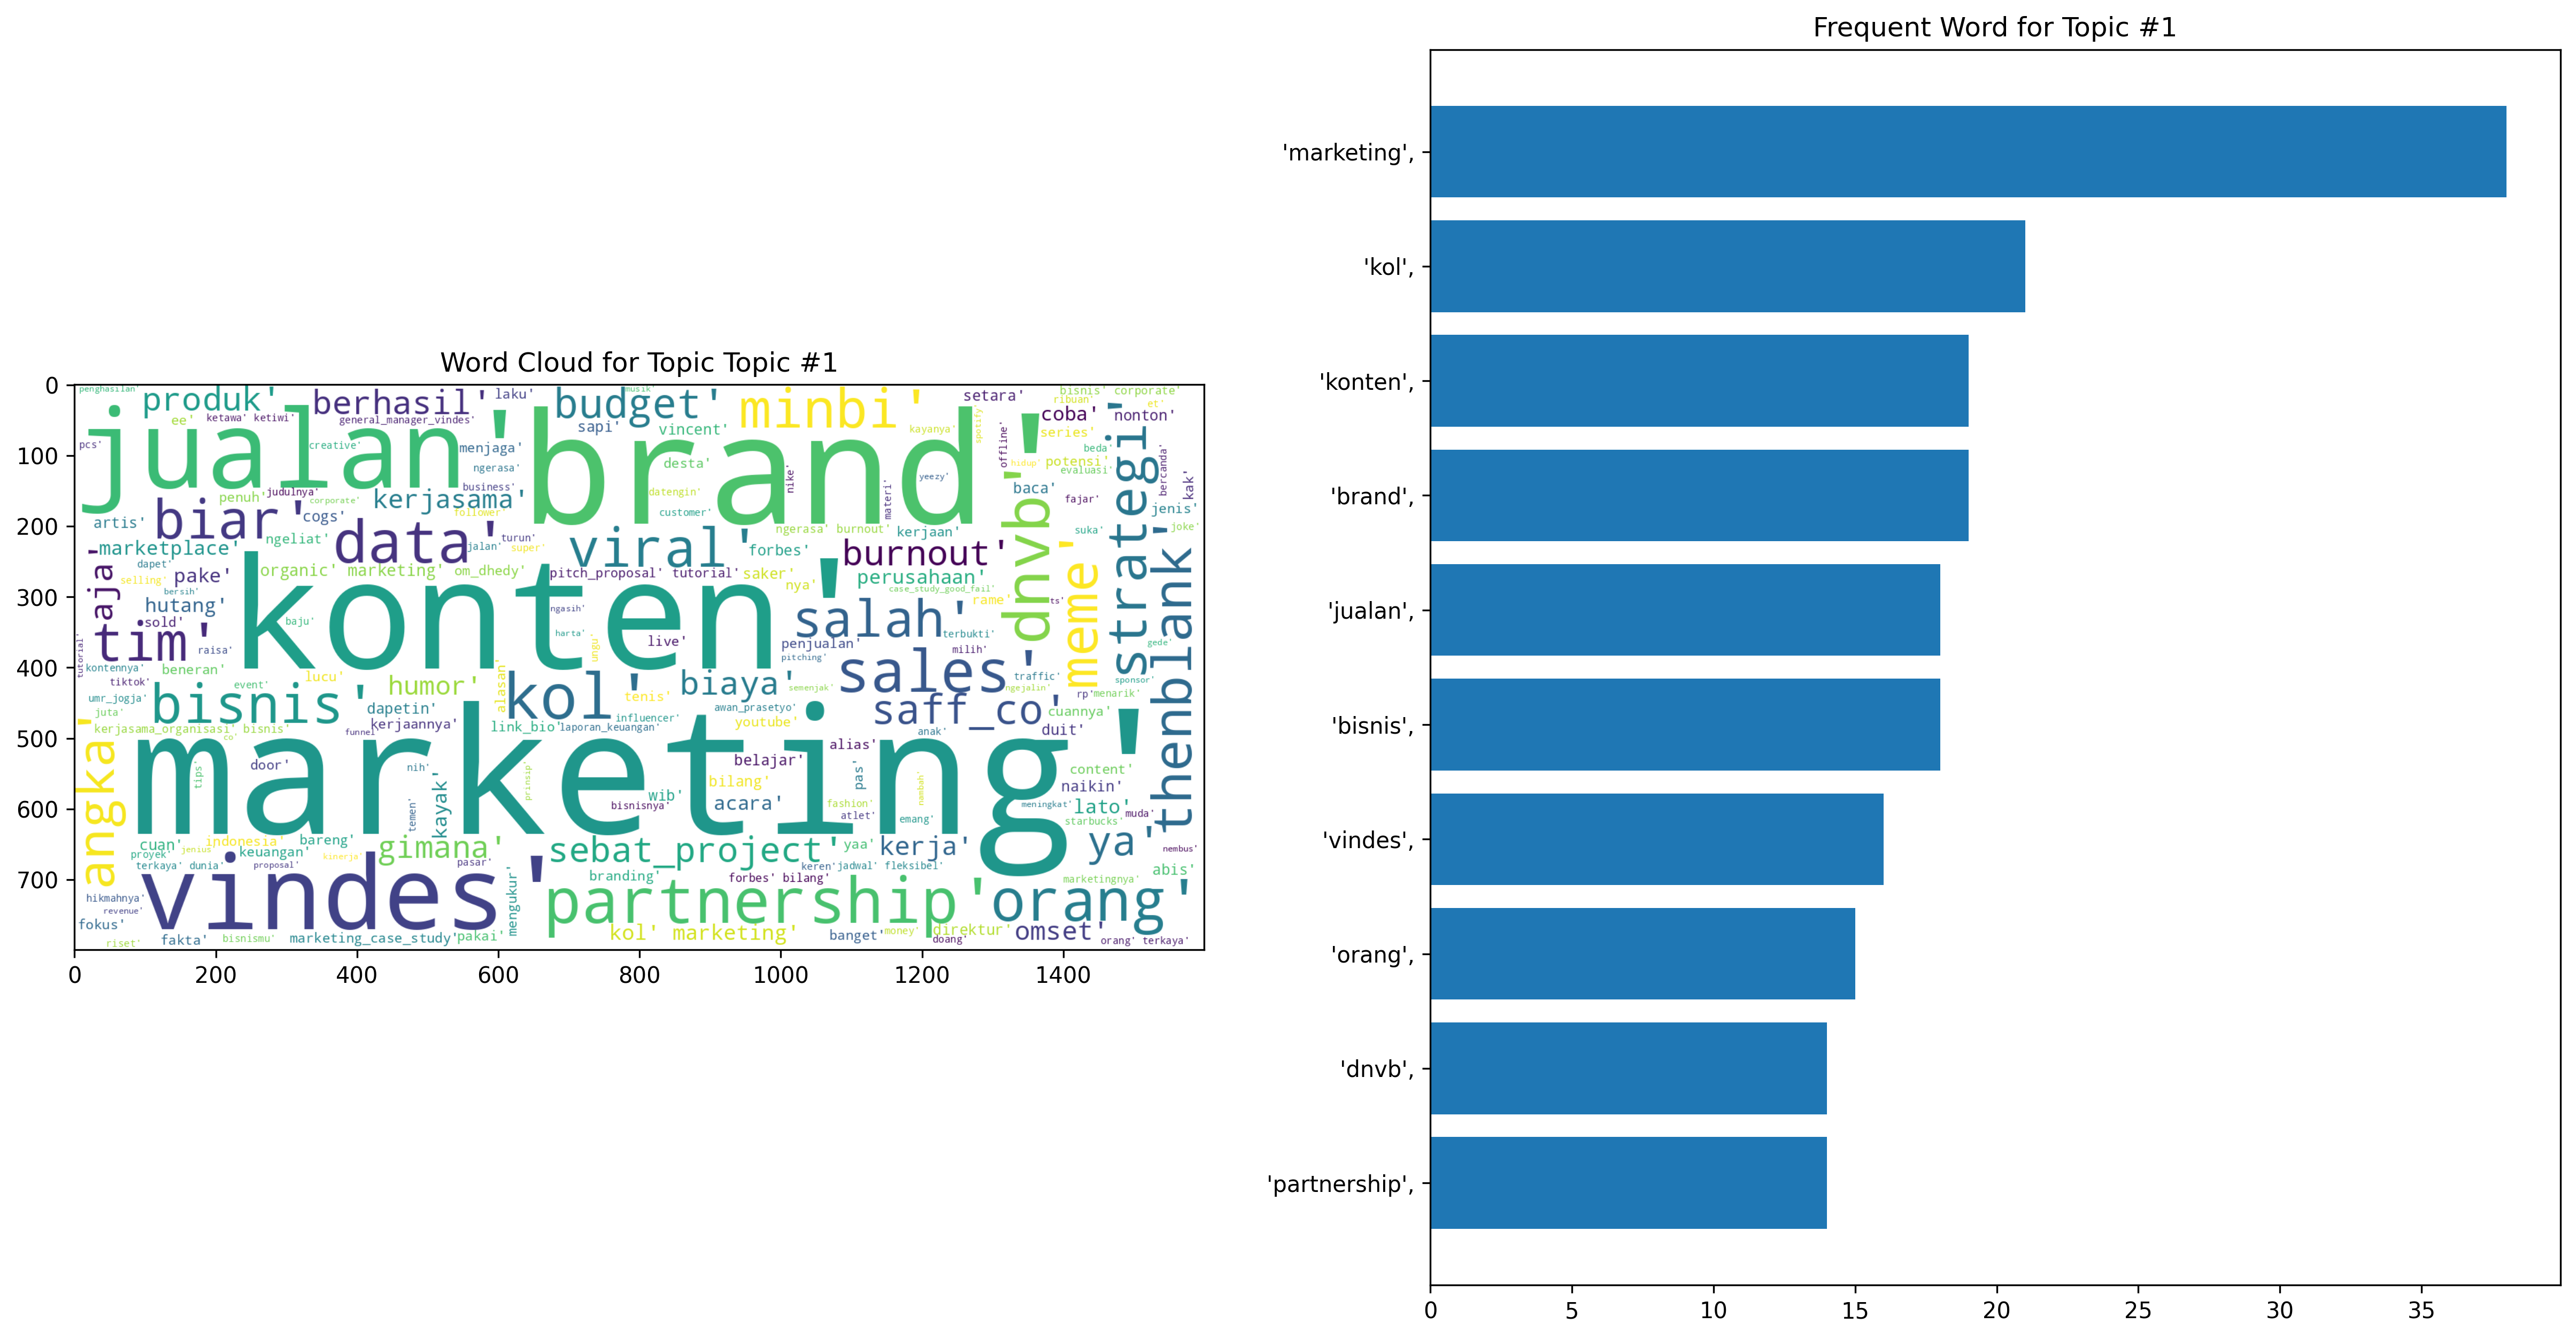 Word Cloud for Topic Topic #1
0
100
200
300
400
500
600
700
0 200 400 600 800 1000 1200 1400
penghasilan'
produk'
berhasil'
laku'
musik'
budget'
minbi'
setara'
bisnis' corporate'
ribuan'
et'
ee'
ketawa' ketiwi'
general_manager_vindes'
sapi'
vincent'
kayanya'
spotify'
coba'
nonton'
jualan'
brand'
pcs'
creative'
menjaga'
ngerasa'
desta'
nike'
offline'
series'
hidup'
potensi'
beda'
evaluasi'
strategi'
bercanda'
kak'
penuh'
judulnya'
corporate'
business'
kerjasama'
datengin'
materi'
yeezy'
baca'
fajar'
artis'
biar'
cogs'
follower'
customer'
jenis'
ngerasa' burnout'
kerjaan'
dnvb'
suka'
joke'
marketplace'
ngeliat'
data'
jalan'
turun'
super'
viral'
forbes'
burnout'
dapet'
selling'
pake'
organic' marketing'
om_dhedy'
pitch_proposal' tutorial'
saker'
nya'
perusahaan'
case_study_good_fail'
meme'
thenblank'
aja'
bersih'
hutang'
konten'
ngasih'
rame'
ts'
salah'
sold'
baju'
harta'
ungu'
live'
penjualan'
terbukti'
milih'
gede'
tim'
raisa'
tutorial'
pitching'
kontennya'
beneran'
sales'
traffic'
sponsor'
tiktok'
event'
lucu'
humor'
alasan'
kol'
tenis'
biaya'
semenjak'
ngejalin'
rp'
menarik'
umr_jogja'
bisnis'
dapetin'
influencer'
awan_prasetyo'
saff_co'
cuannya'
juta'
kerjaannya'
link_bio'
laporan_keuangan'
youtube'
anak'
duit'
kerjasama_organisasi' bisnis'
co'
funnel'
angka'
marketing'
alias'
door'
tips'
nih'
prinsip'
belajar'
bilang'
pas'
nambah'
content'
naikin'
temen'
kayak'
wib'
bisnisnya'
acara'
fashion'
atlet'
emang'
meningkat'
lato'
starbucks'
muda'
cuan'
indonesia'
bareng'
gimana'
sebat_project'
yaa'
kerja'
ya'
proyek'
jenius'
keuangan'
kinerja'
nembus'
terkaya' dunia'
proposal'
pasar'
keren'
jadwal' fleksibel'
abis'
vindes'
mengukur'
branding'
forbes' bilang'
marketingnya'
hikmahnya'
revenue'
partnership'
orang'
fokus'
riset'
fakta'
bisnismu'
marketing_case_study'
pakai'
kol' marketing'
banget'
money'
direktur'
doang'
omset'
orang' terkaya'
Frequent Word for Topic #1
'marketing',
'kol',
'konten',
'brand',
'jualan',
'bisnis',
'vindes',
'orang',
'dnvb',
'partnership',
0 5 10 15 20 25 30 35